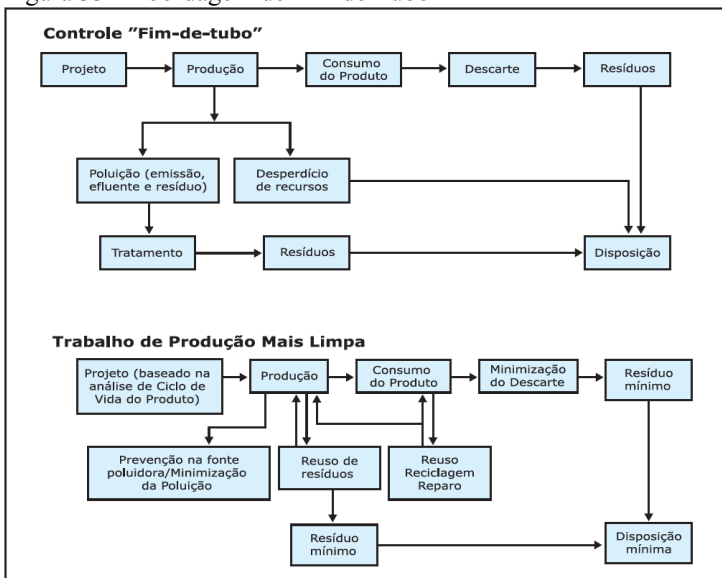 Controle "Fim-de-tubo"
Projeto
Produção
Consumo
do Produto
Descarte
Resíduos
Poluição (emissão,
efluente e resíduo)
Desperdício
de recursos
Tratamento
Resíduos
Disposição
Trabalho de Produção Mais Limpa
Projeto (baseado na
análise de Ciclo de
Vida do Produto)
Produção
Consumo
do Produto
Minimização
do Descarte
Resíduo
mínimo
Prevenção na fonte
poluidora/Minimização
da Poluição
Reuso de
resíduos
Reuso
Reciclagem
Reparo
Resíduo
mínimo
Disposição
mínima